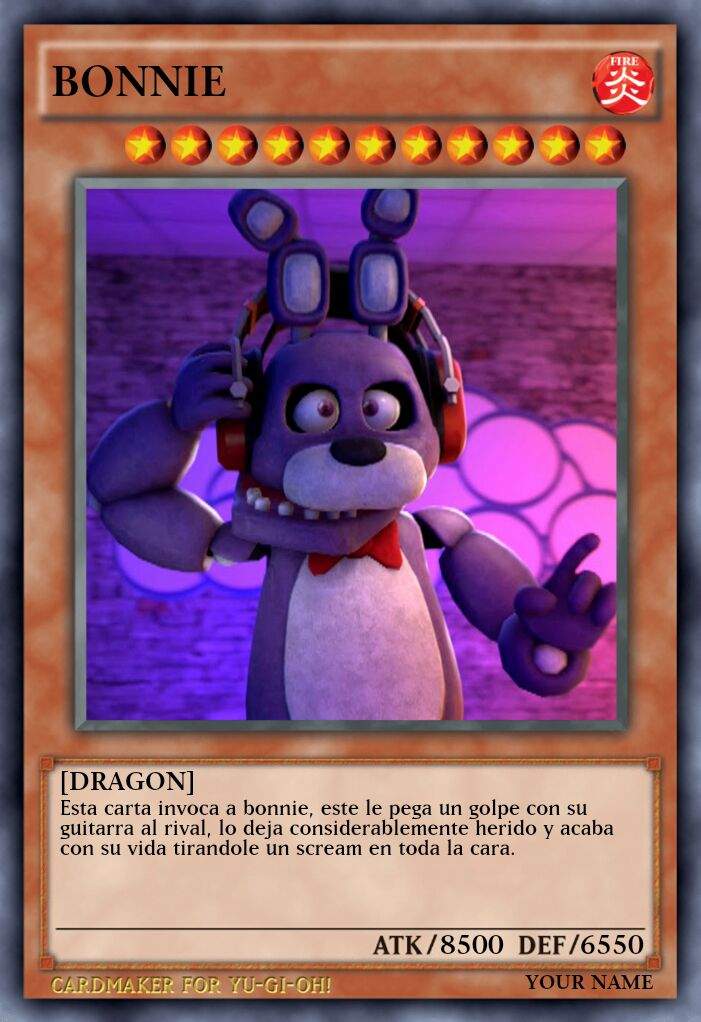 BONNIE
FIRE
炎
[DRAGON]
Esta carta invoca a bonnie, este le pega un golpe con su
guitarra al rival, lo deja considerablemente herido y acaba
con su vida tirandole un scream en toda la cara.
ATK/8500 DEF/6550
CARDMAKER FOR YU-GI-OH!
YOUR NAME